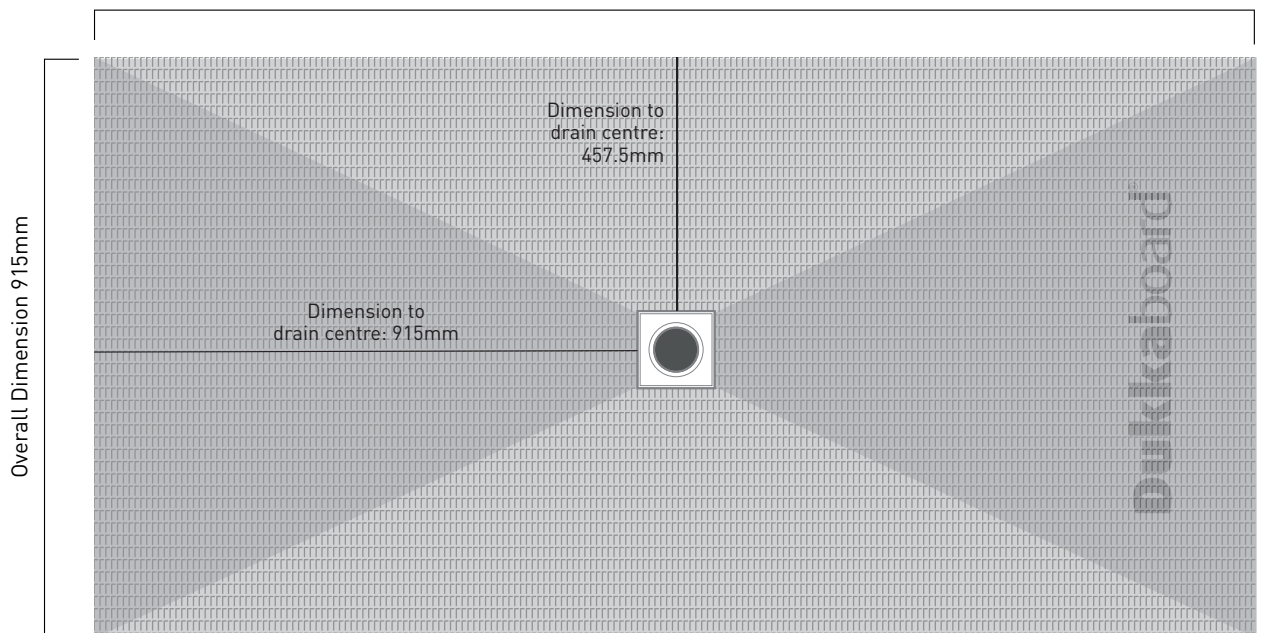 Dimension to
drain centre:
457.5mm
Overall Dimension 915mm
Dimension to
drain centre: 915mm
Dukkaboard